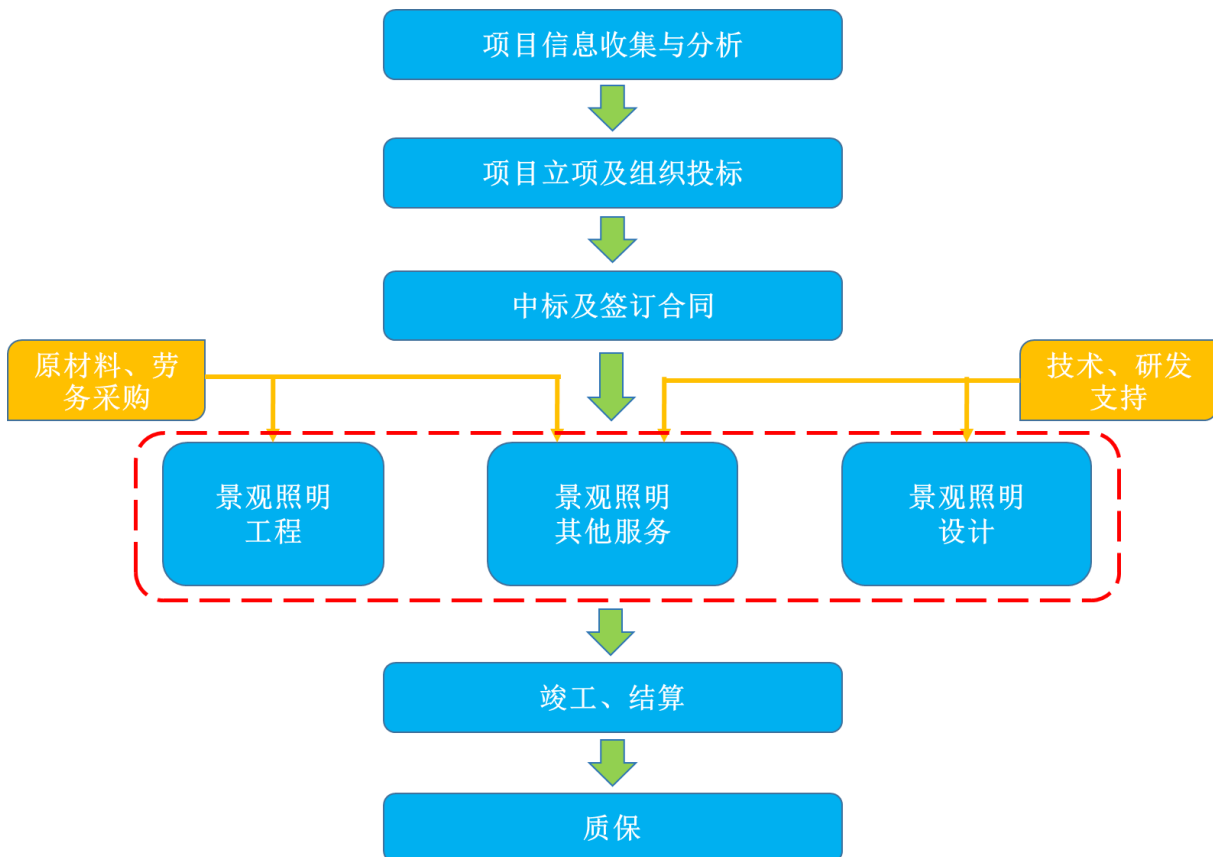 项目信息收集与分析
项目立项及组织投标
中标及签订合同
原材料、劳
务采购
技术、研发
支持
景观照明
工程
景观照明
其他服务
景观照明
设计
竣工、结算
质保